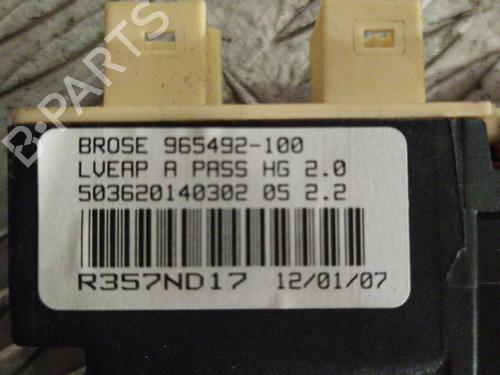 B-PARTS
BROSE 965492-100
LVEAP A PASS HG 2.0
503620140302 05 2.2
R357ND17 12/01/07